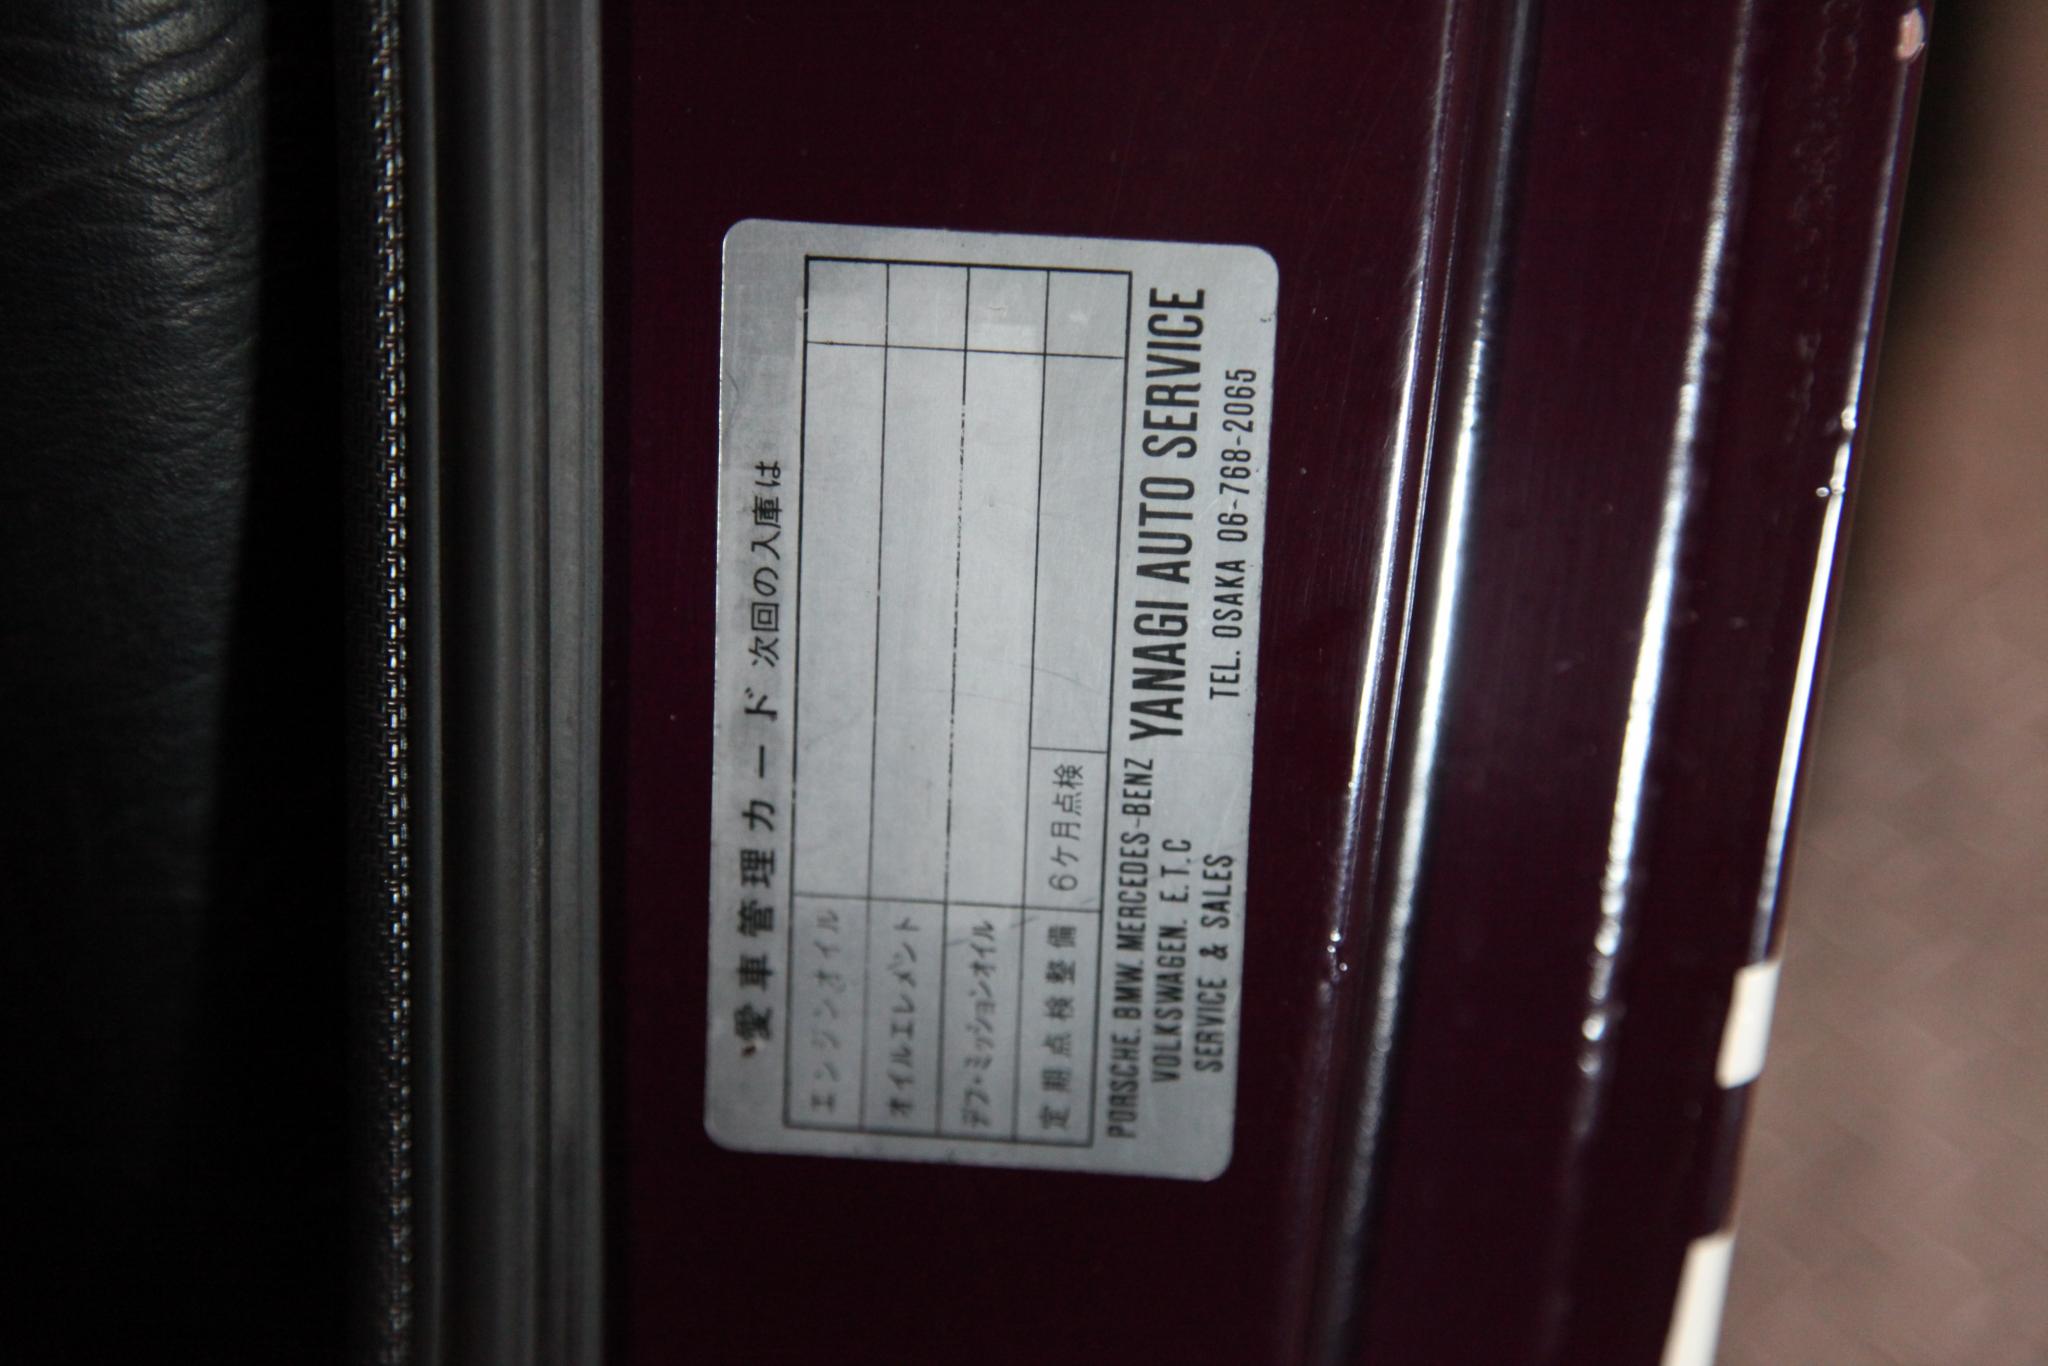 愛車管理カード 次回の入庫は
エンジンオイル
オイルエレメント
デフ・ミッションオイル
定期点検整備 6ケ月点検
PORSCHE. BMW. MERCEDES-BENZ
VOLKSWAGEN. E.T.C
SERVICE & SALES
YANAGI AUTO SERVICE
TEL. OSAKA 06-768-2065